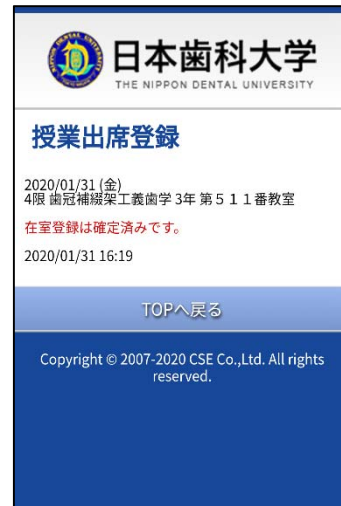 日本歯科大学
THE NIPPON DENTAL UNIVERSITY
授業出席登録
2020/01/31 (金)
4限 歯冠補綴架工義歯学 3年 第５１１番教室
在室登録は確定済みです。
2020/01/31 16:19
TOPへ戻る
Copyright © 2007-2020 CSE Co.,Ltd. All rights
reserved.